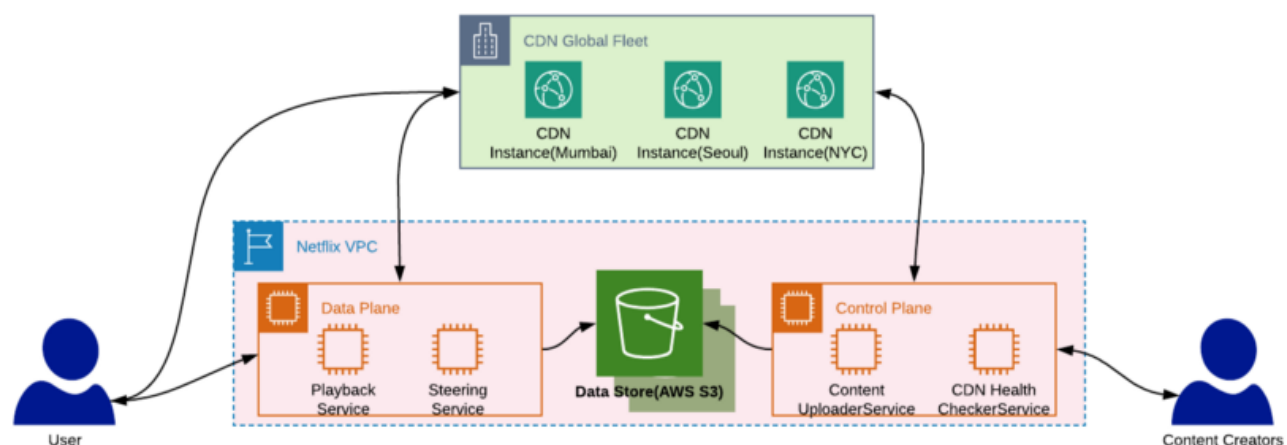 CDN Global Fleet
CDN
Instance(Mumbai)
CDN
Instance(Seoul)
CDN
Instance(NYC)
Netflix VPC
Data Plane
Playback
Service
Steering
Service
Data Store(AWS S3)
Control Plane
Content
UploaderService
CDN Health
CheckerService
User
Content Creators